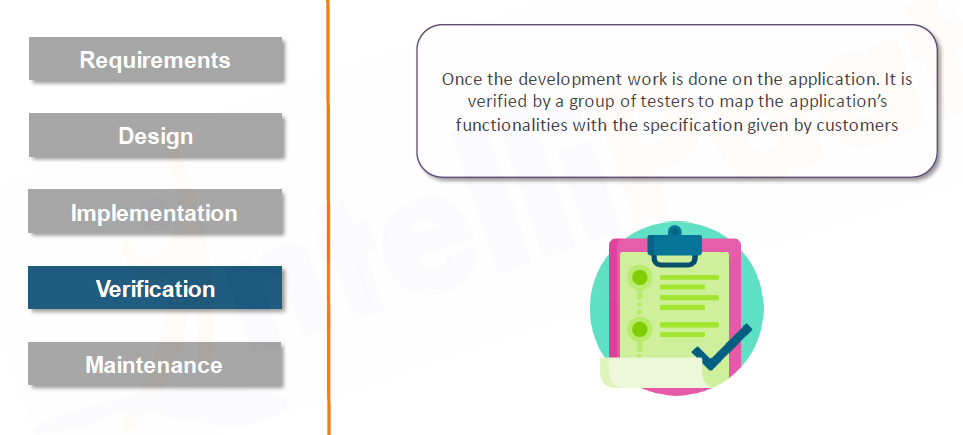 Requirements
Design
Implementation
Verification
Maintenance
Once the development work is done on the application. It is
verified by a group of testers to map the application’s
functionalities with the specification given by customers